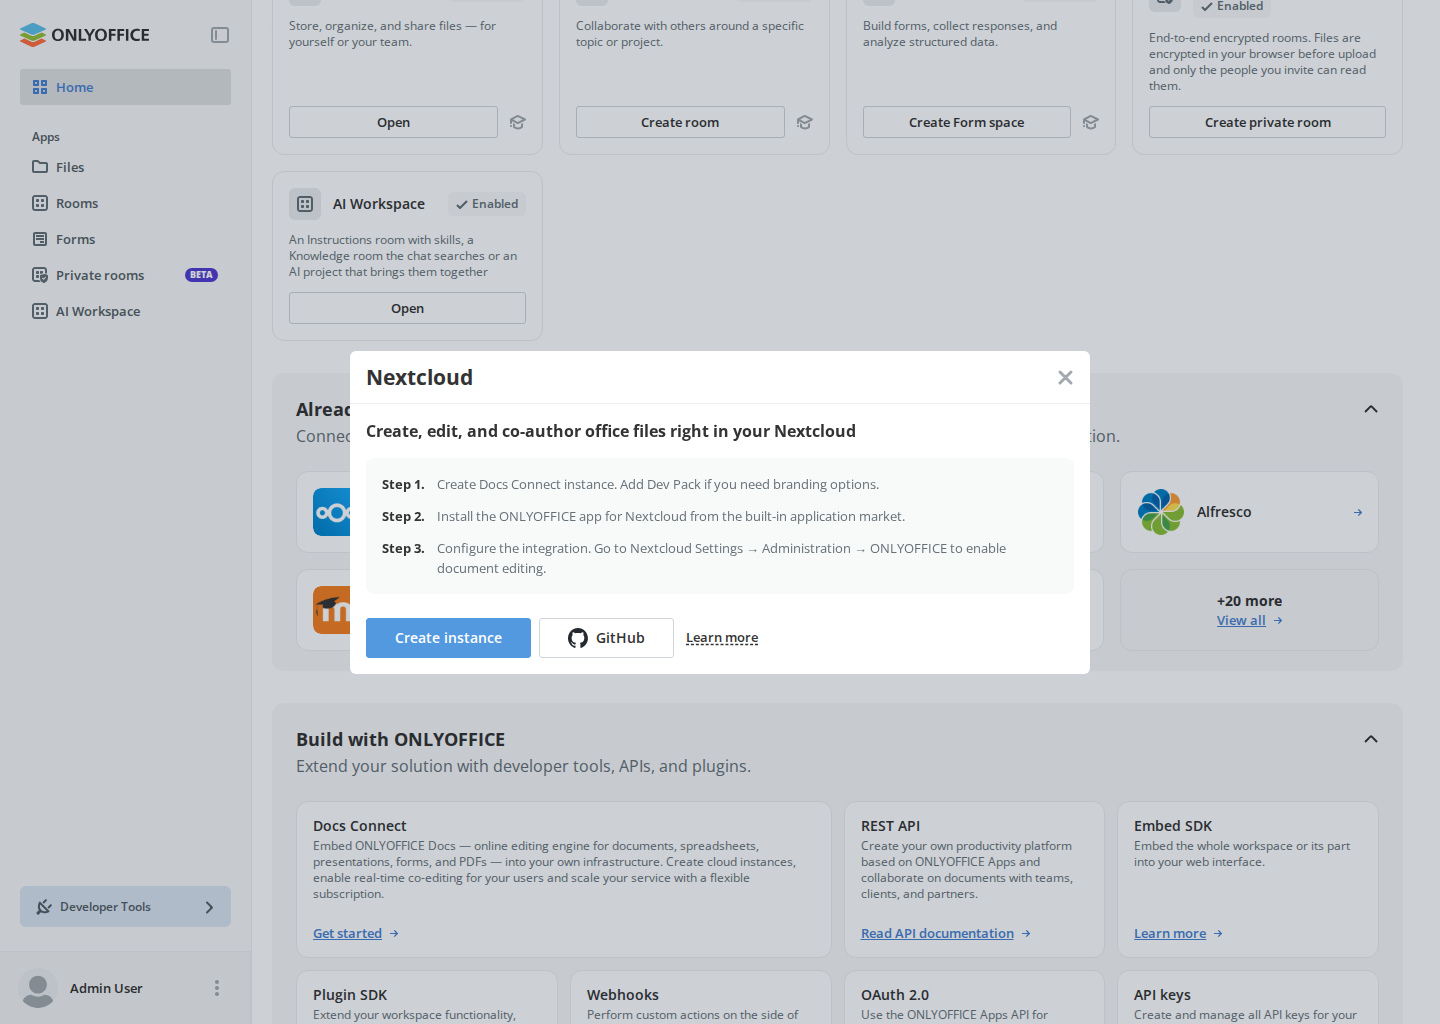 ONLYOFFICE
Home
Apps
Files
Rooms
Forms
Private rooms
BETA
AI Workspace
Developer Tools
Admin User
Store, organize, and share files — for
yourself or your team.
Open
Collaborate with others around a specific
topic or project.
Create room
Build forms, collect responses, and
analyze structured data.
Create Form space
Enabled
End-to-end encrypted rooms. Files are
encrypted in your browser before upload
and only the people you invite can read
them.
Create private room
AI Workspace
Enabled
An Instructions room with skills, a
Knowledge room the chat searches or an
AI project that brings them together
Open
Nextcloud
Create, edit, and co-author office files right in your Nextcloud
Step 1. Create Docs Connect instance. Add Dev Pack if you need branding options.
Step 2. Install the ONLYOFFICE app for Nextcloud from the built-in application market.
Step 3. Configure the integration. Go to Nextcloud Settings → Administration → ONLYOFFICE to enable
document editing.
Create instance
GitHub
Learn more
Alfresco
+20 more
View all
Build with ONLYOFFICE
Extend your solution with developer tools, APIs, and plugins.
Docs Connect
Embed ONLYOFFICE Docs — online editing engine for documents, spreadsheets,
presentations, forms, and PDFs — into your own infrastructure. Create cloud instances,
enable real-time co-editing for your users and scale your service with a flexible
subscription.
Get started
REST API
Create your own productivity platform
based on ONLYOFFICE Apps and
collaborate on documents with teams,
clients, and partners.
Read API documentation
Embed SDK
Embed the whole workspace or its part
into your web interface.
Learn more
Plugin SDK
Extend your workspace functionality,
Webhooks
Perform custom actions on the side of
OAuth 2.0
Use the ONLYOFFICE Apps API for
API keys
Create and manage all API keys for your